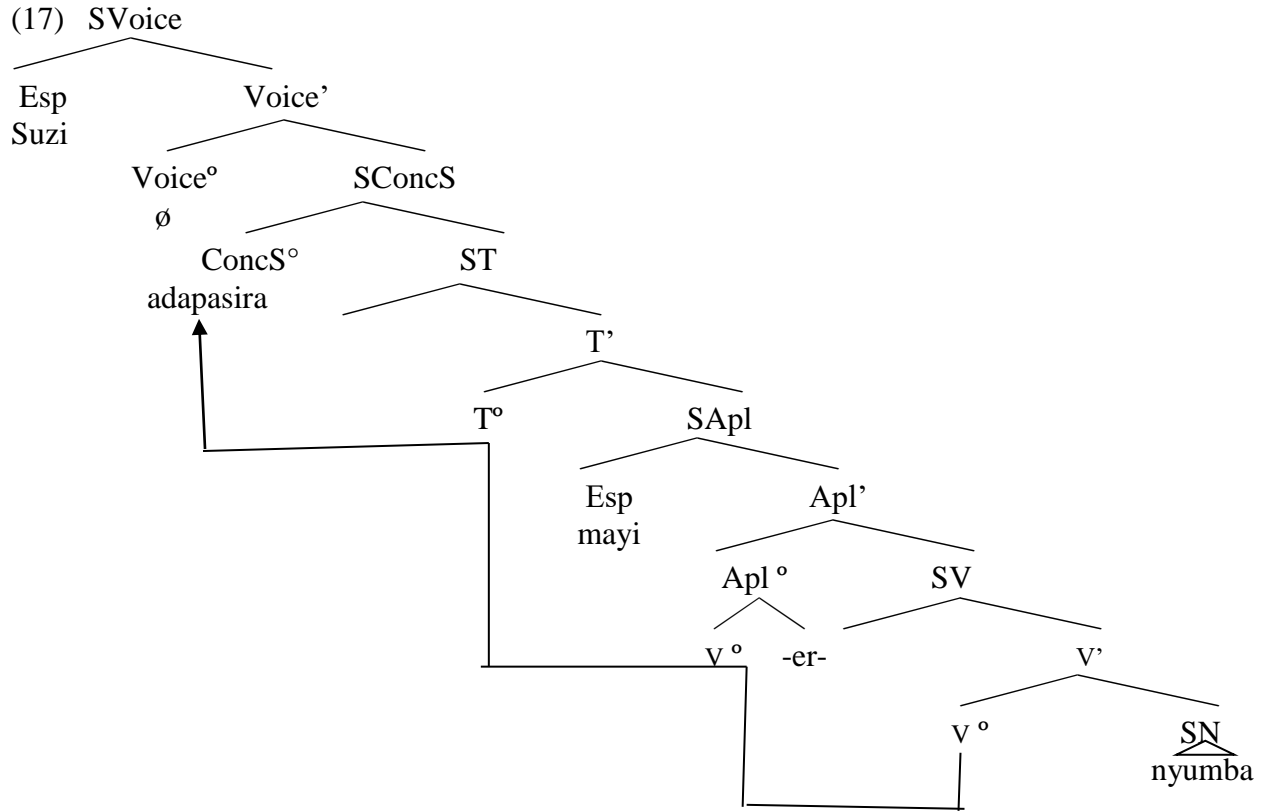 (17) SVoice
Esp Voice’
Suzi
Voiceº SConcS
ø
ConcS° ST
adapasira
T’
Tº SApl
Esp Apl’
mayi
Apl º SV
V º -er- V’
V º SN
nyumba